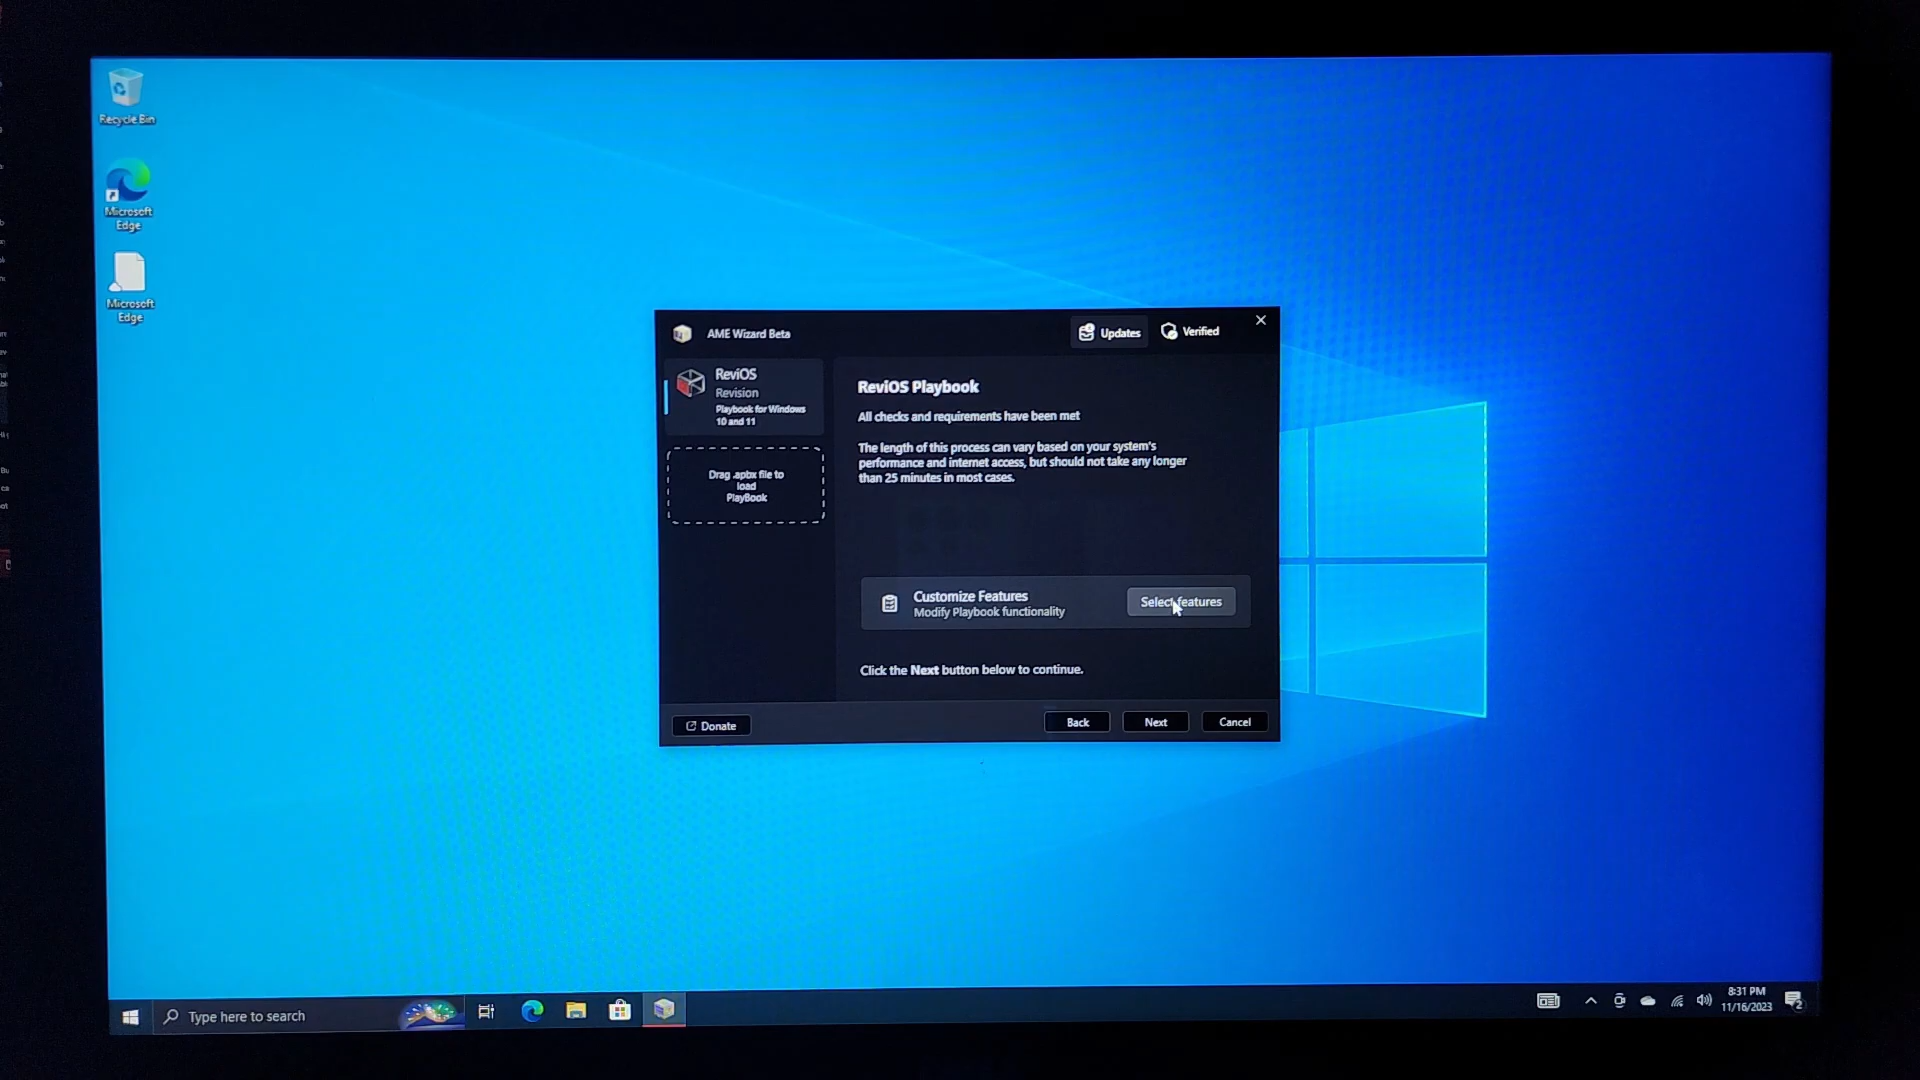 Recycle Bin
Microsoft
Edge
Microsoft
Edge
AME Wizard Beta
Updates
Verified
ReviOS
Revision
Playbook for Windows
10 and 11
Drag .apbx file to
load
PlayBook
ReviOS Playbook
All checks and requirements have been met
The length of this process can vary based on your system's
performance and internet access, but should not take any longer
than 25 minutes in most cases.
Customize Features
Modify Playbook functionality
Select features
Click the Next button below to continue.
Donate
Back
Next
Cancel
Type here to search
8:31 PM
11/16/2023
2